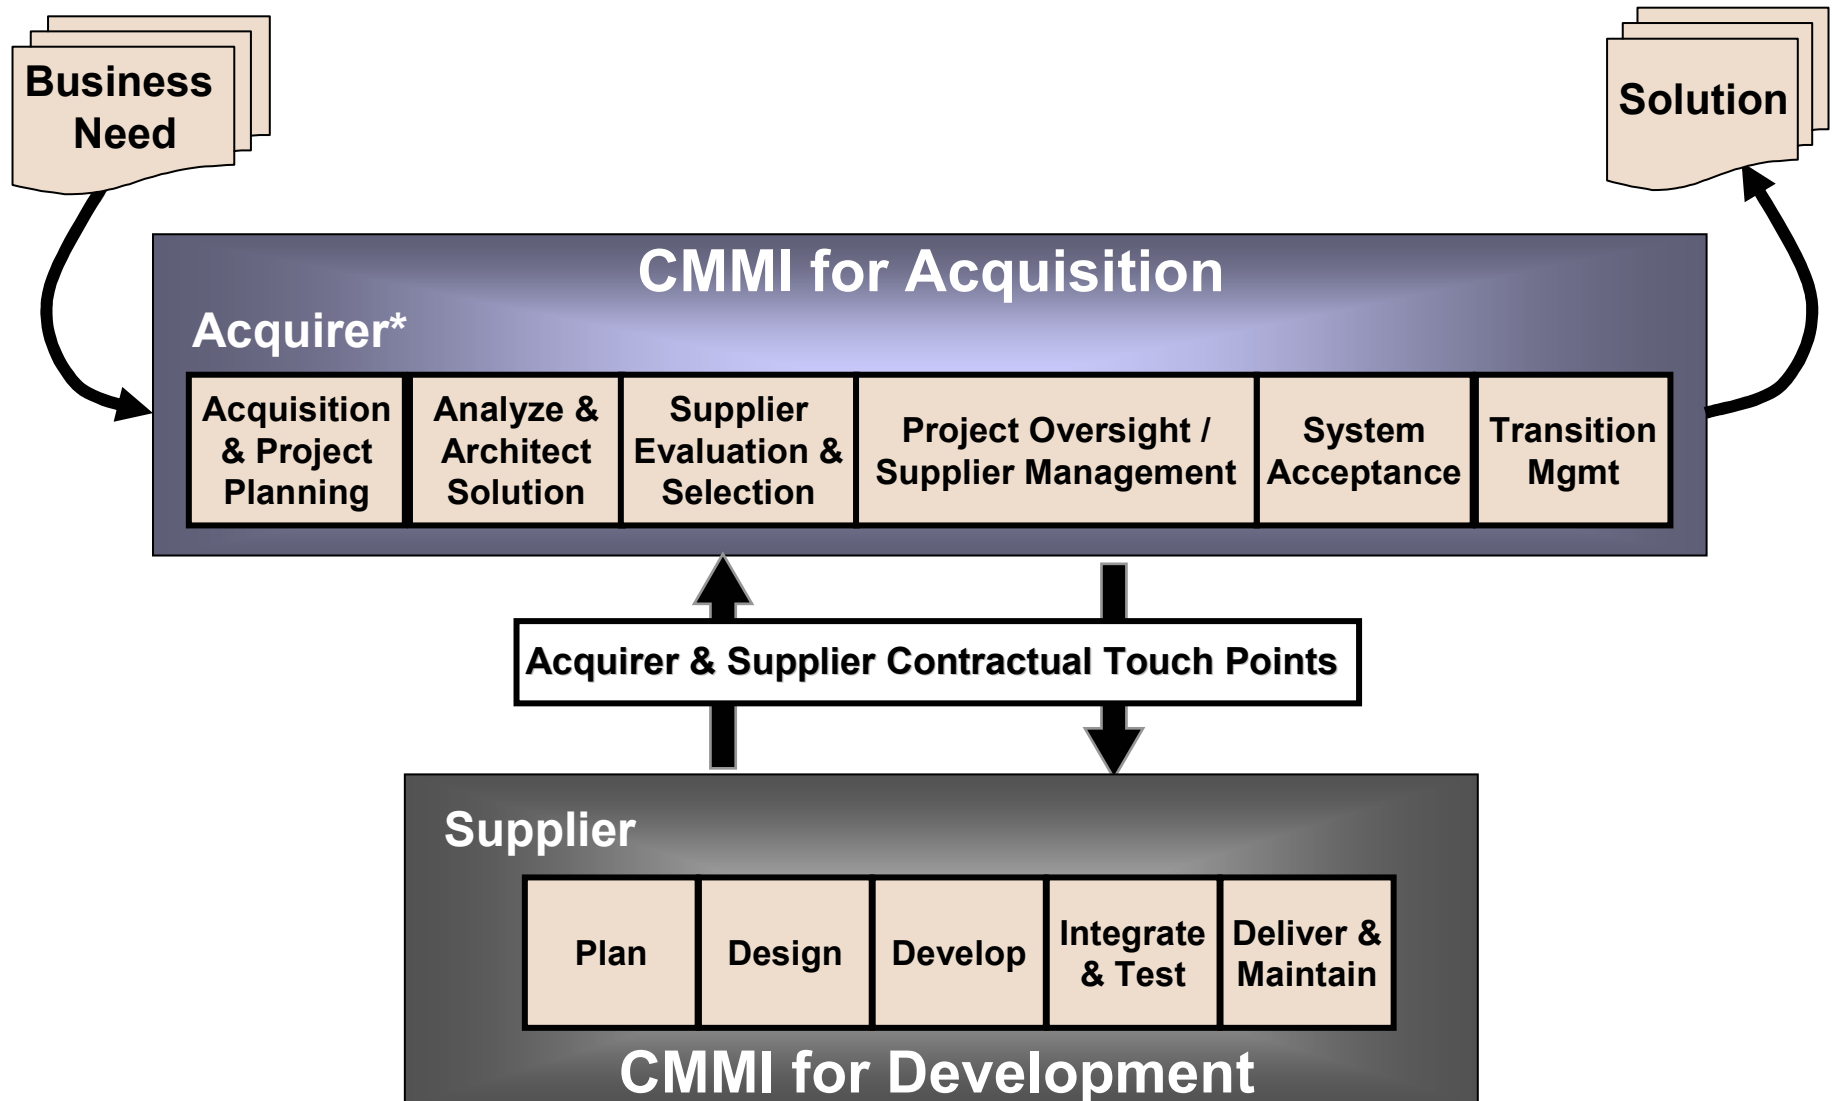 Business
Need
Solution
CMMI for Acquisition
Acquirer*
Acquisition
& Project
Planning
Analyze &
Architect
Solution
Supplier
Evaluation &
Selection
Project Oversight /
Supplier Management
System
Acceptance
Transition
Mgmt
Acquirer & Supplier Contractual Touch Points
Supplier
Plan
Design
Develop
Integrate
& Test
Deliver &
Maintain
CMMI for Development